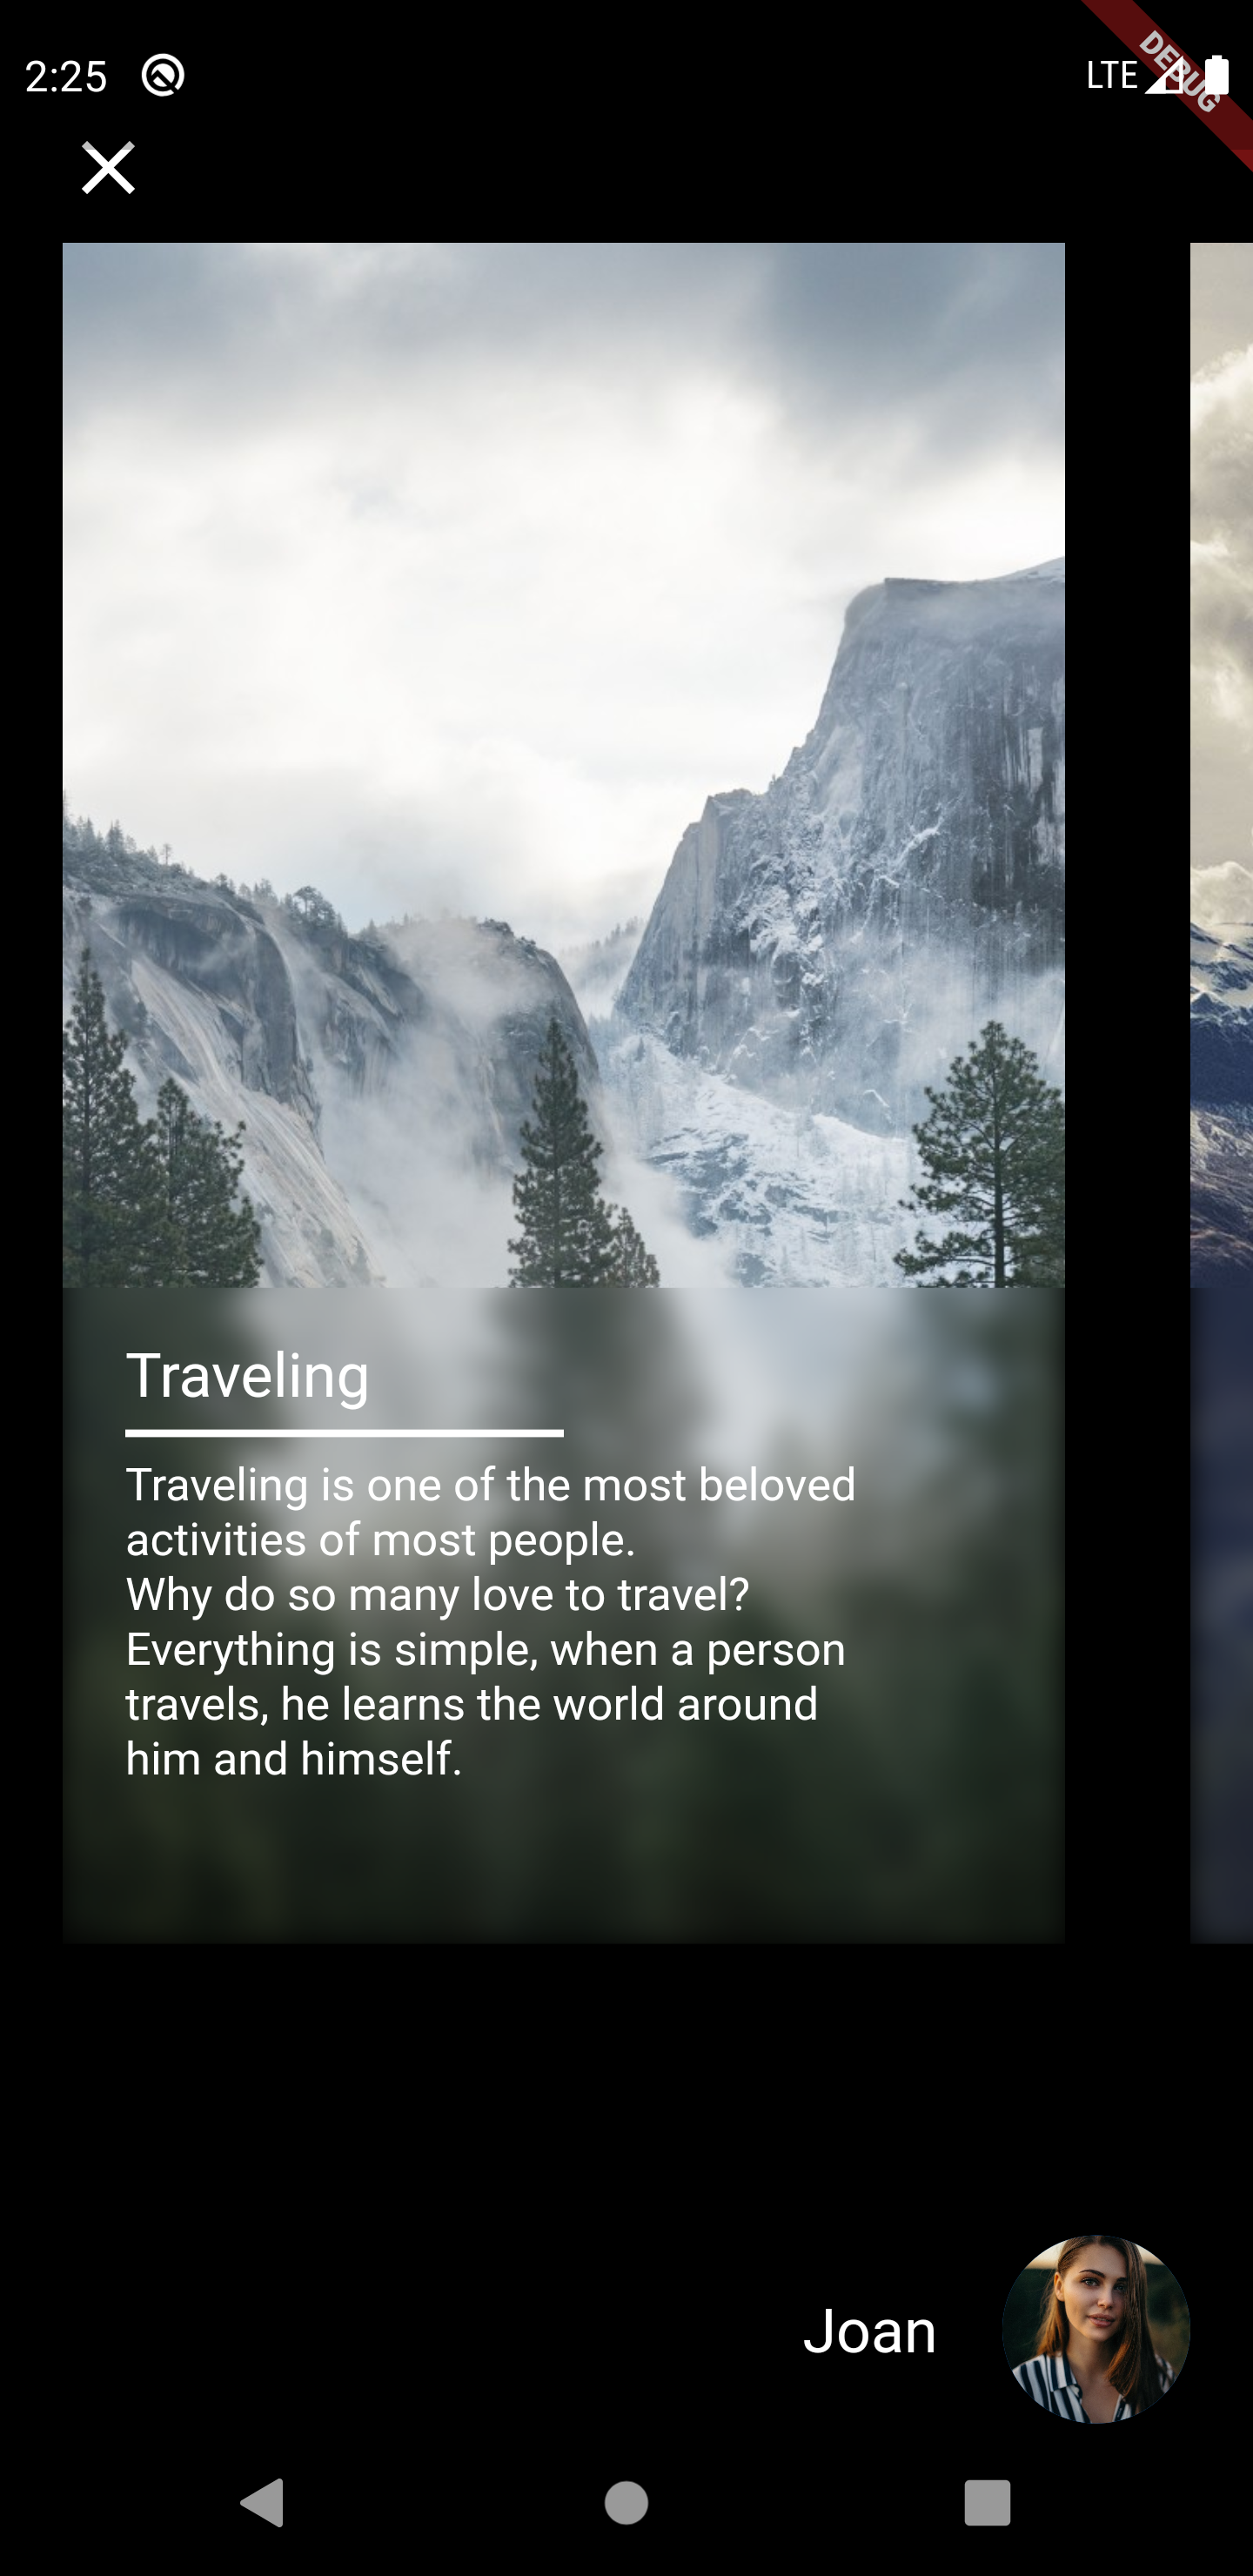 2:25
LTE
DEBUG
Traveling
Traveling is one of the most beloved
activities of most people.
Why do so many love to travel?
Everything is simple, when a person
travels, he learns the world around
him and himself.
Joan